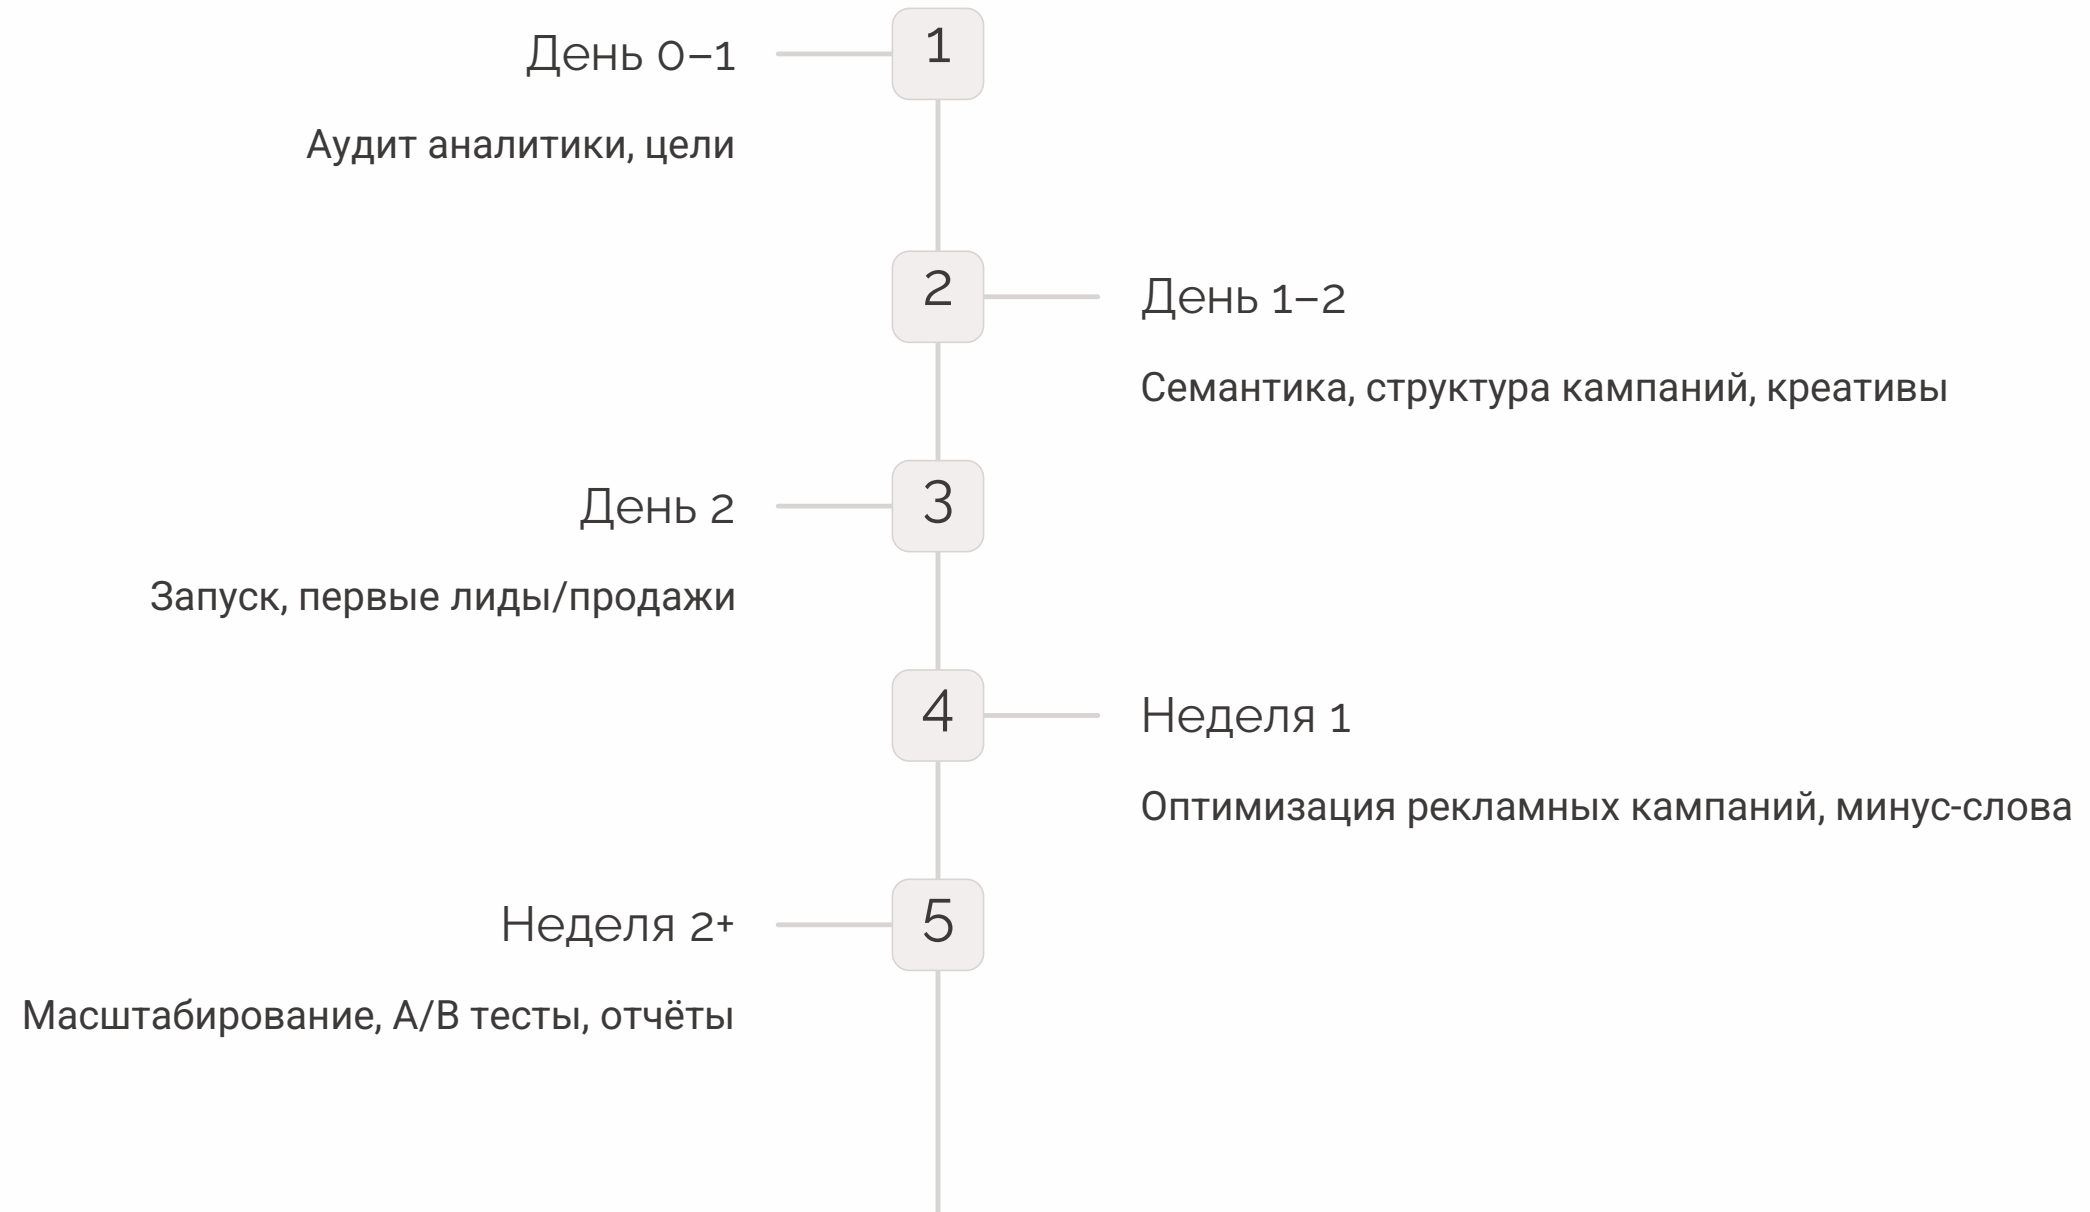 1
День 0–1
Аудит аналитики, цели
2
День 1–2
Семантика, структура кампаний, креативы
3
День 2
Запуск, первые лиды/продажи
4
Неделя 1
Оптимизация рекламных кампаний, минус-слова
5
Неделя 2+
Масштабирование, A/B тесты, отчёты